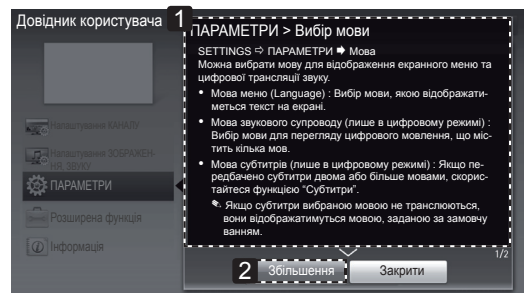 Довідник користувача
1
ПАРАМЕТРИ > Вибір мови
SETTINGS ⇨ ПАРАМЕТРИ ➡ Мова
Можна вибрати мову для відображення екранного меню та
цифрової трансляції звуку.
• Мова меню (Language) : Вибір мови, якою відображати-
меться текст на екрані.
• Мова звукового супроводу (лише в цифровому режимі) :
Вибір мови для перегляду цифрового мовлення, що міс-
тить кілька мов.
• Мова субтитрів (лише в цифровому режимі) : Якщо пе-
редбачено субтитри двома або більше мовами, скорис-
тайтеся функцією “Субтитри”.
✎ Якщо субтитри вибраною мовою не транслюються,
вони відображатимуться мовою, заданою за замовчу
ванням.
Налаштування КАНАЛУ
Налаштування ЗОБРАЖЕН-
НЯ, ЗВУКУ
ПАРАМЕТРИ
Розширена функція
Інформація
1/2
2
Збільшення
Закрити